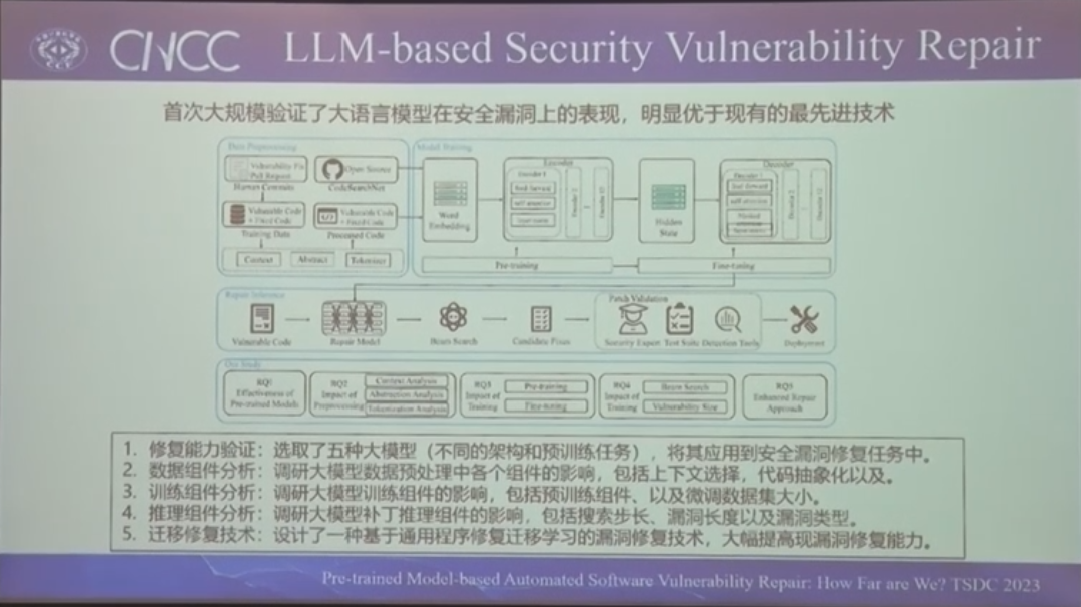 CNCC
LLM-based Security Vulnerability Repair
首次大规模验证了大语言模型在安全漏洞上的表现，明显优于现有的最先进技术
Data Preprocessing
Model Training
Vulnerability Fix
Pull Request
Open Source
CodeSearchNet
Vulnerable Code
+ Fixed Code
Vulnerable Code
+ Fixed Code
Training Data
Processed Code
Context
Abstract
Tokenizer
Word
Embedding
Encoder
Encoder 1
feed forward
self-attention
Hidden
State
Decoder
Decoder 1
feed forward
self-attention
Pre-training
Fine-tuning
Repair Inference
Vulnerable Code
Repair Model
Beam Search
Candidate Fixes
Patch Validation
Security Expert
Test Suite
Detection Tools
Deployment
Our Study
RQ1
Effectiveness of
Pre-trained Models
RQ2
Impact of
Preprocessing
Context Analysis
Abstraction Analysis
Tokenization Analysis
RQ3
Impact of
Training
Pre-training
Fine-tuning
RQ4
Impact of
Training
Beam Search
Vulnerability Size
RQ5
Enhanced Repair
Approach
1. 修复能力验证：选取了五种大模型（不同的架构和预训练任务），将其应用到安全漏洞修复任务中。
2. 数据组件分析：调研大模型数据预处理中各个组件的影响，包括上下文选择，代码抽象化以及。
3. 训练组件分析：调研大模型训练组件的影响，包括预训练组件、以及微调数据集大小。
4. 推理组件分析：调研大模型补丁推理组件的影响，包括搜索步长、漏洞长度以及漏洞类型。
5. 迁移修复技术：设计了一种基于通用程序修复迁移学习的漏洞修复技术，大幅提高现漏洞修复能力。
Pre-trained Model-based Automated Software Vulnerability Repair: How Far are We? TSDC 2023